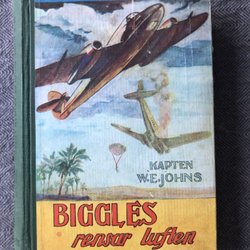 KAPTEN
W.E. JOHNS
BIGGLES
rensar luften